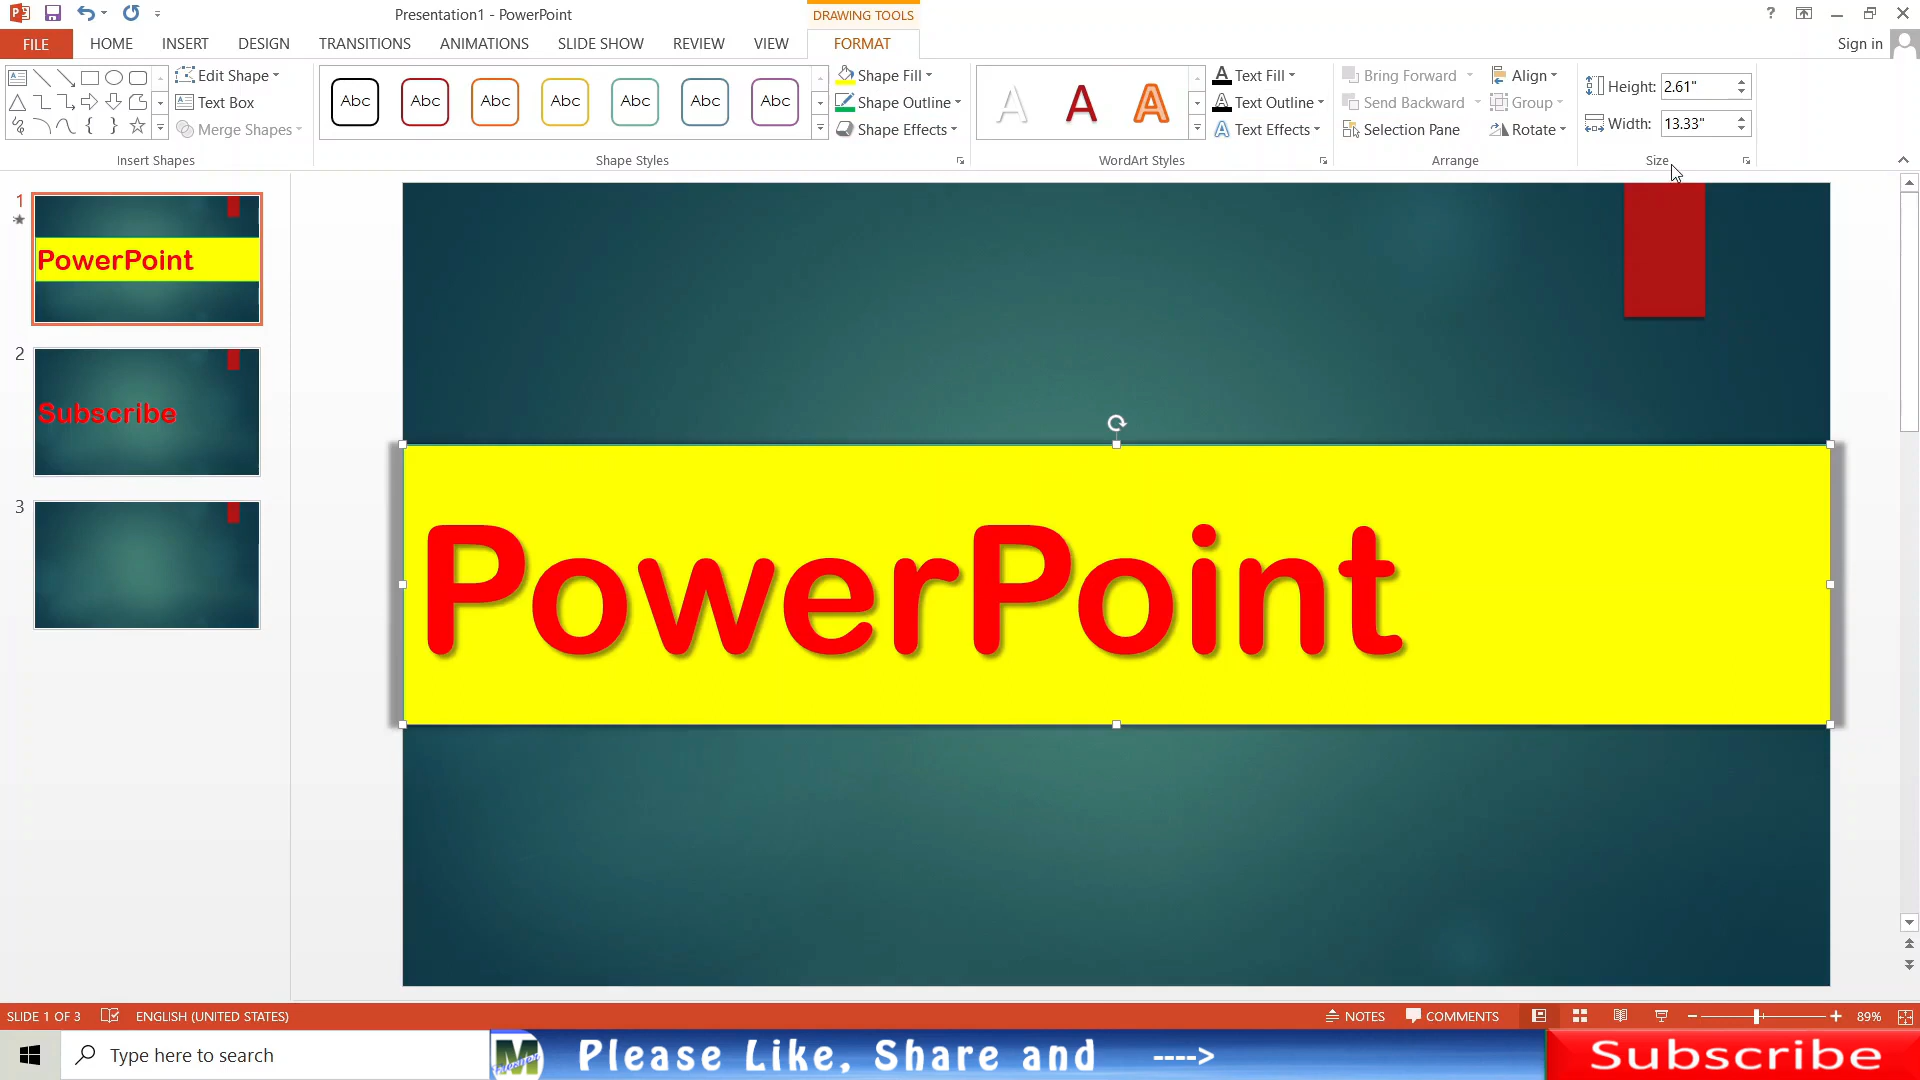 Presentation1 - PowerPoint
DRAWING TOOLS
?
FILE
HOME
INSERT
DESIGN
TRANSITIONS
ANIMATIONS
SLIDE SHOW
REVIEW
VIEW
FORMAT
Sign in
Edit Shape
Text Box
Merge Shapes
Insert Shapes
Abc
Abc
Abc
Abc
Abc
Abc
Abc
Shape Fill
Shape Outline
Shape Effects
Shape Styles
A
A
A
Text Fill
Text Outline
Text Effects
WordArt Styles
Bring Forward
Send Backward
Selection Pane
Align
Group
Rotate
Arrange
Height: 2.61"
Width: 13.33"
Size
1
PowerPoint
2
Subscribe
3
PowerPoint
SLIDE 1 OF 3
ENGLISH (UNITED STATES)
NOTES
COMMENTS
89%
Type here to search
Please Like, Share and ---->
Subscribe